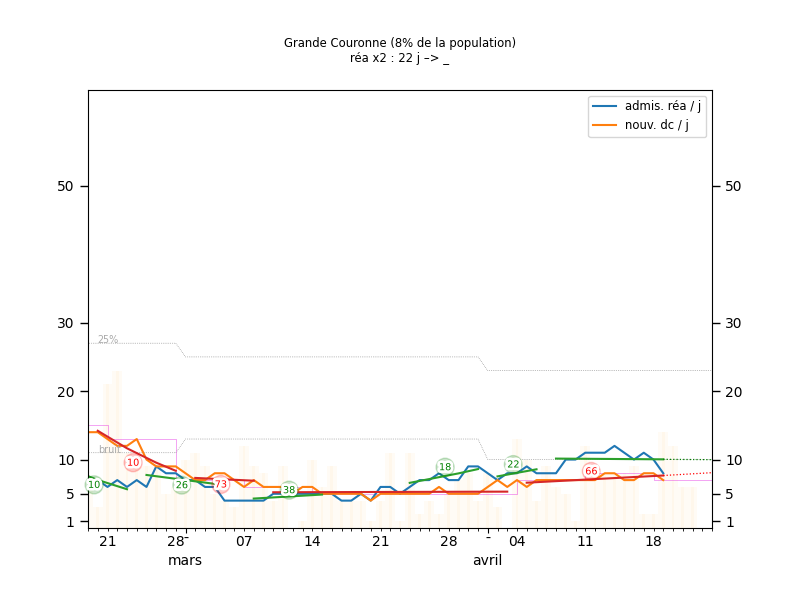 Grande Couronne (8% de la population)
réa x2 : 22 j –> _
admis. réa / j
nouv. dc / j
50 50
30 30
25%
20 20
bruit
10 10
10 10 26 73 38 18 22 66
5 5
1 1
21 28 - 07 14 21 28 - 04 11 18
mars avril